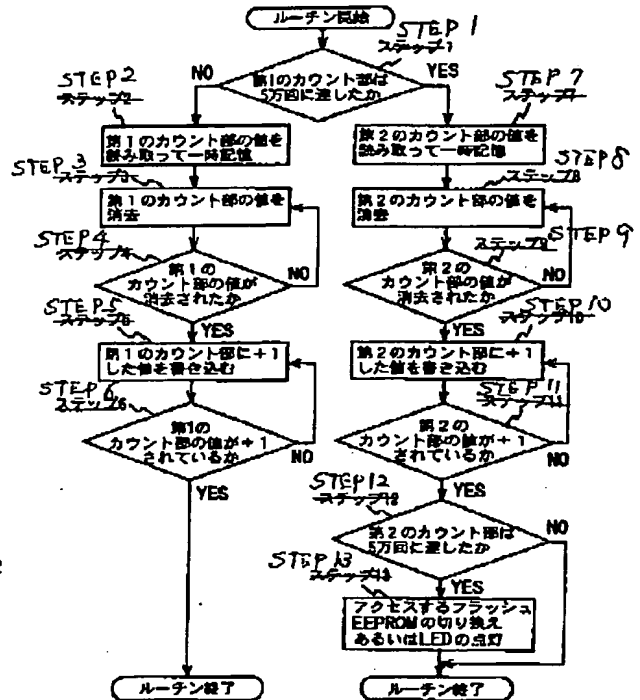 ルーチン開始
STEP 1
ステップ1
第1のカウント部は
5万回に達したか
NO
YES
STEP 2
ステップ2
第1のカウント部の値を
読み取って一時記憶
STEP 3
ステップ3
第1のカウント部の値を
消去
STEP 4
ステップ4
第1の
カウント部の値が
消去されたか
NO
YES
STEP 5
ステップ5
第1のカウント部に+1
した値を書き込む
STEP 6
ステップ6
第1の
カウント部の値が+1
されているか
NO
YES
ルーチン終了
STEP 7
ステップ7
第2のカウント部の値を
読み取って一時記憶
STEP 8
ステップ8
第2のカウント部の値を
消去
STEP 9
ステップ9
第2の
カウント部の値が
消去されたか
NO
YES
STEP 10
ステップ10
第2のカウント部に+1
した値を書き込む
STEP 11
ステップ11
第2の
カウント部の値が+1
されているか
NO
YES
STEP 12
ステップ12
第2のカウント部は
5万回に達したか
NO
YES
STEP 13
ステップ13
アクセスするフラッシュ
EEPROMの切り換え
あるいはLEDの点灯
ルーチン終了